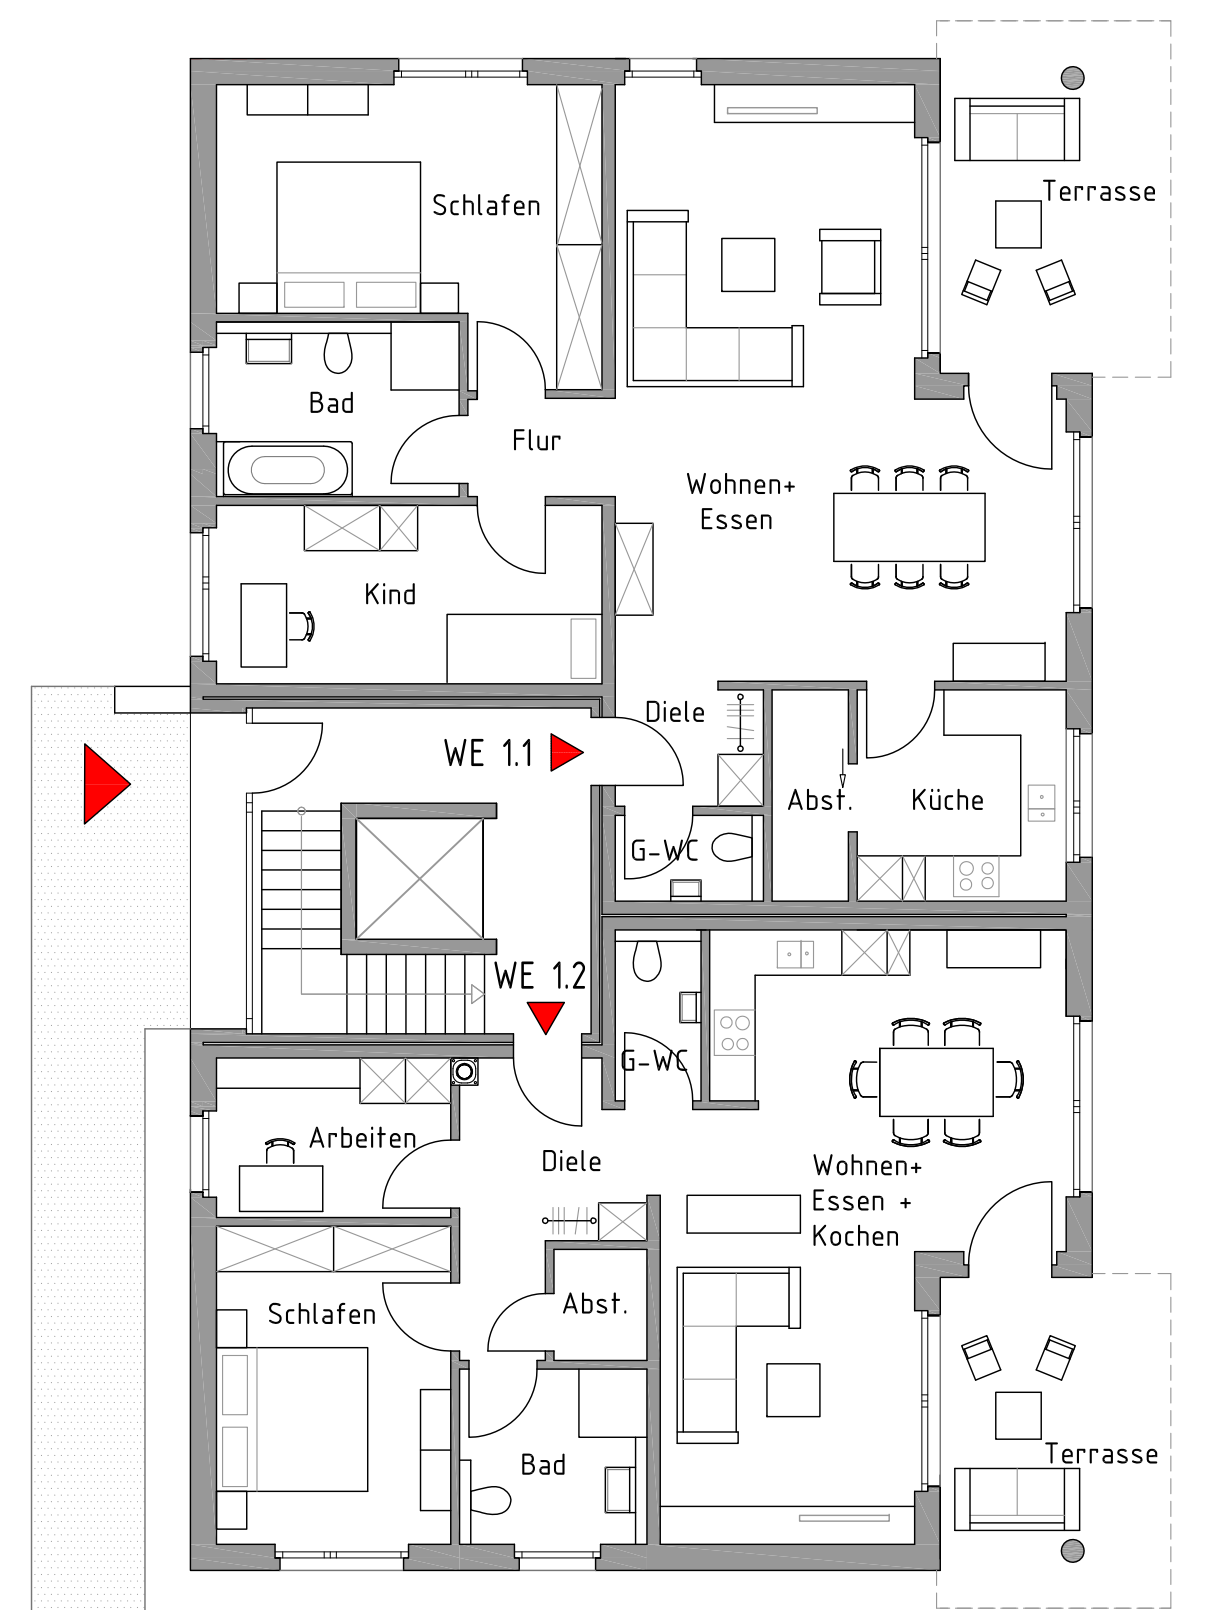 Terrasse
Schlafen
Bad
Flur
Wohnen+
Essen
Kind
Diele
WE 1.1
Abst.
Küche
G-WC
WE 1.2
G-WC
Arbeiten
Diele
Wohnen+
Essen +
Kochen
Abst.
Schlafen
Terrasse
Bad